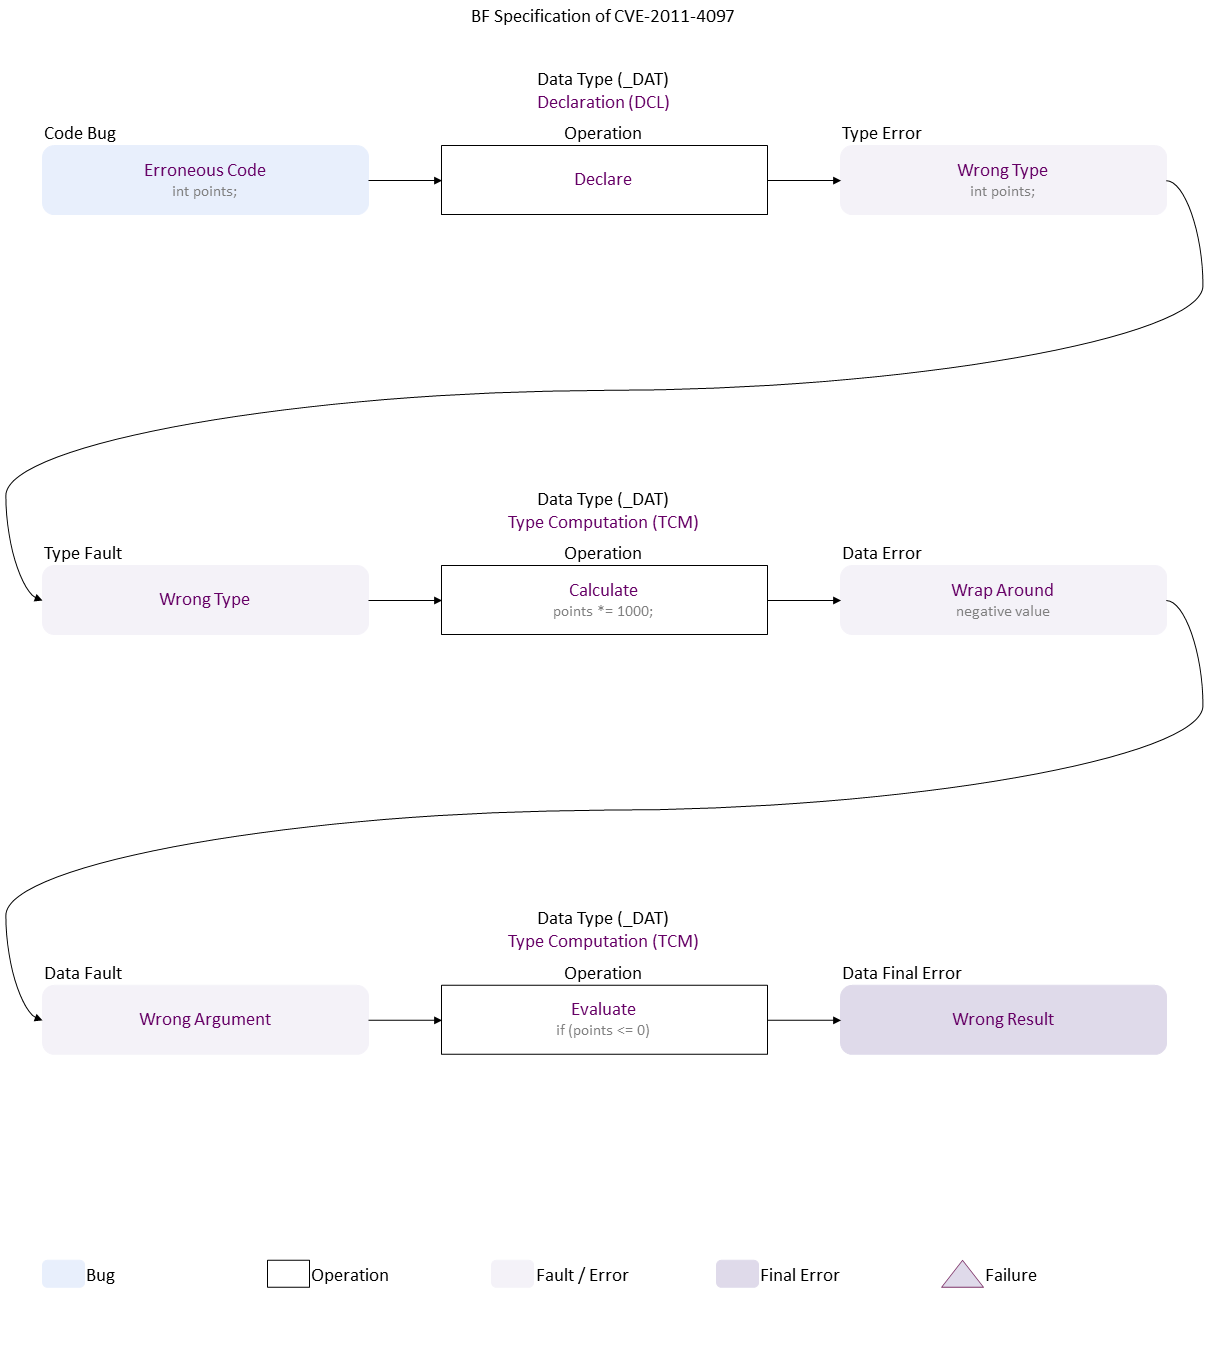 BF Specification of CVE-2011-4097
Data Type (_DAT)
Declaration (DCL)
Code Bug
Operation
Type Error
Erroneous Code
int points;
Declare
Wrong Type
int points;
Data Type (_DAT)
Type Computation (TCM)
Type Fault
Operation
Data Error
Wrong Type
Calculate
points *= 1000;
Wrap Around
negative value
Data Type (_DAT)
Type Computation (TCM)
Data Fault
Operation
Data Final Error
Wrong Argument
Evaluate
if (points <= 0)
Wrong Result
Bug
Operation
Fault / Error
Final Error
Failure